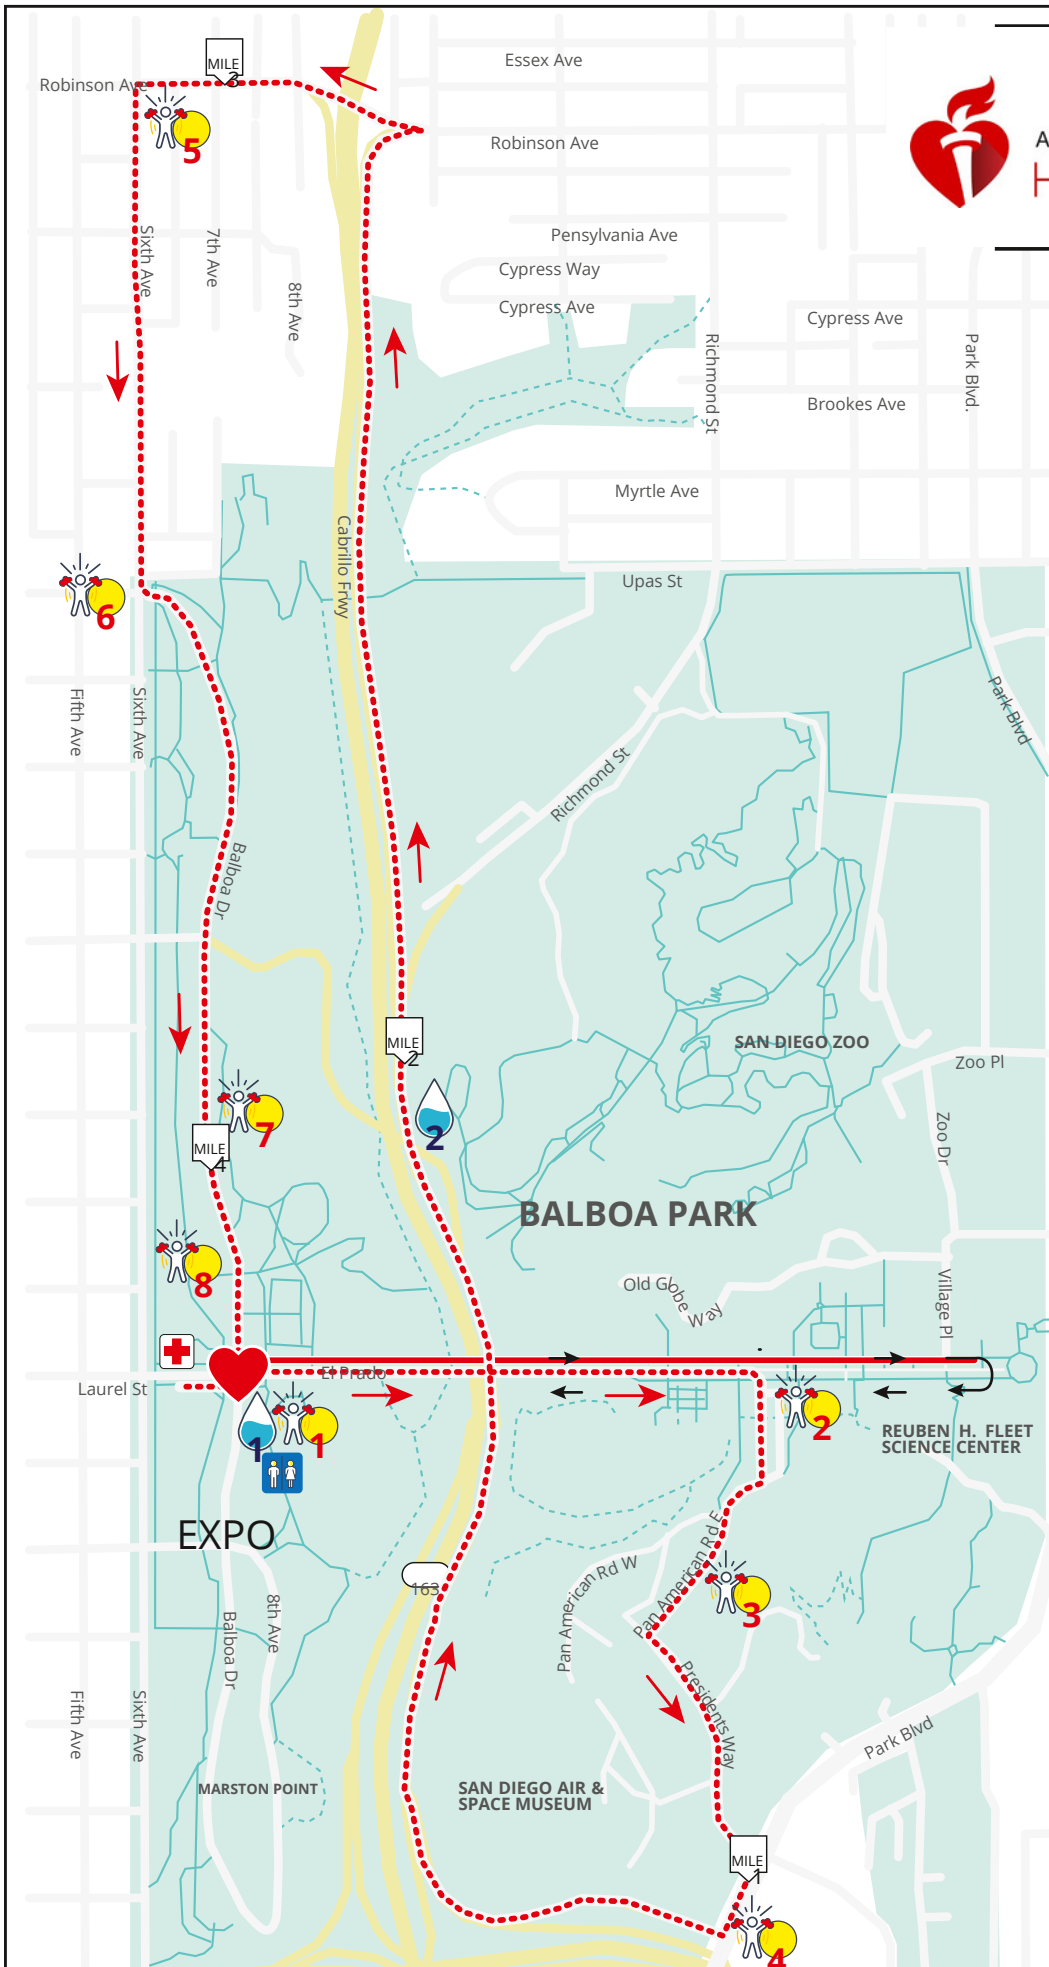 Essex Ave
MILE
3
Robinson Ave
A
H
Robinson Ave
5
Pensylvania Ave
Sixth Ave
7th Ave
Cypress Way
8th Ave
Cypress Ave
Cypress Ave
Richmond St
Park Blvd.
Brookes Ave
Myrtle Ave
Cabrillo Frwy
Upas St
6
Fifth Ave
Sixth Ave
Park Blvd
Richmond St
Balboa Dr
MILE
2
SAN DIEGO ZOO
Zoo Pl
7
2
Zoo Dr
MILE
4
BALBOA PARK
8
Old Globe Way
Village Pl
El Prado
Laurel St
1
1
2
REUBEN H. FLEET
SCIENCE CENTER
EXPO
163
Pan American Rd W
Pan American Rd E
3
8th Ave
Balboa Dr
Presidents Way
Fifth Ave
Sixth Ave
Park Blvd
MARSTON POINT
SAN DIEGO AIR &
SPACE MUSEUM
MILE
1
4